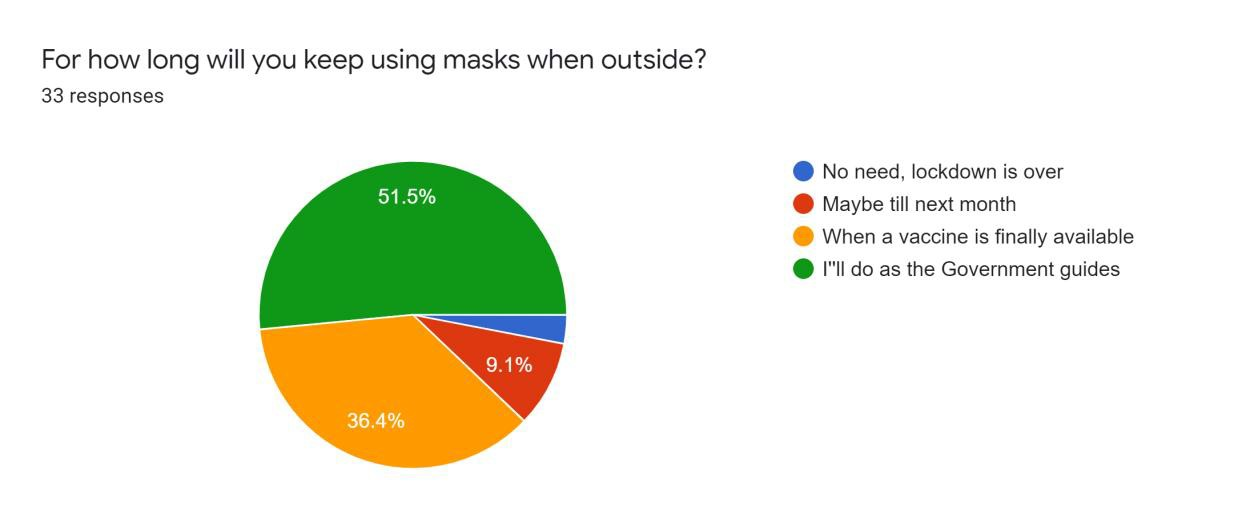 For how long will you keep using masks when outside?
33 responses
51.5%
9.1%
36.4%
No need, lockdown is over
Maybe till next month
When a vaccine is finally available
I"ll do as the Government guides